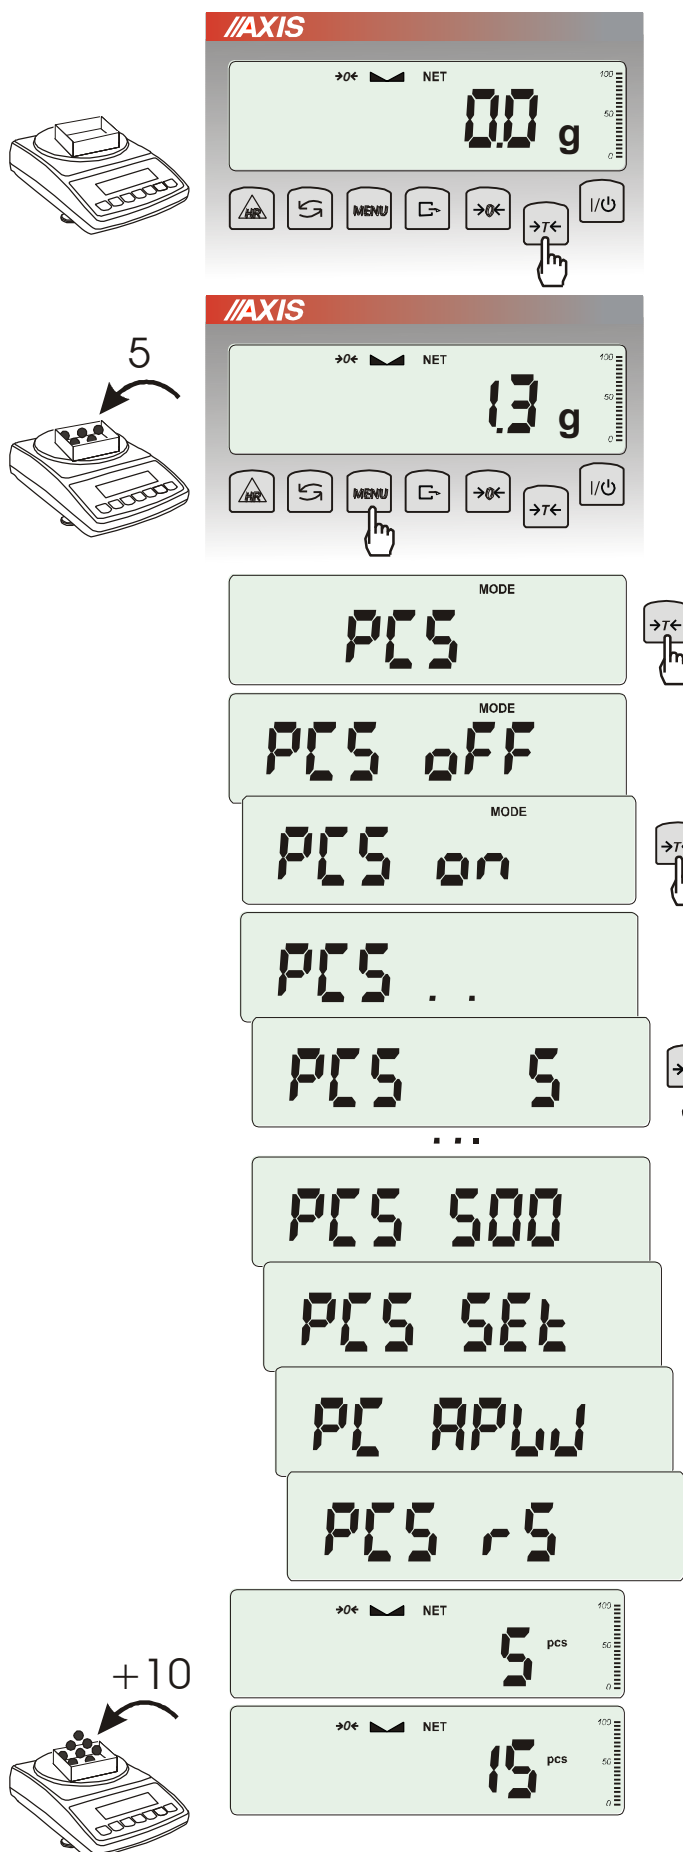 //AXIS
→0← NET
100
50
0
0.0 g
HR MENU →0← →T← I/⏻
//AXIS
5
→0← NET
100
50
0
1.3 g
HR MENU →0← →T← I/⏻
MODE
PCS
→T←
MODE
PCS oFF
MODE
PCS on
→T←
PCS . .
PCS 5
...
PCS 500
PCS SEt
PC APW
PCS rS
→0← NET
100
50
0
5 pcs
+10
→0← NET
100
50
0
15 pcs